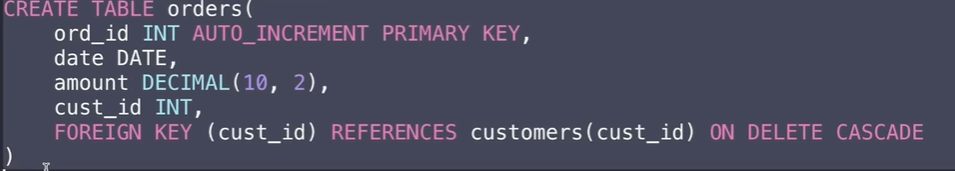 CREATE TABLE orders(
    ord_id INT AUTO_INCREMENT PRIMARY KEY,
    date DATE,
    amount DECIMAL(10, 2),
    cust_id INT,
    FOREIGN KEY (cust_id) REFERENCES customers(cust_id) ON DELETE CASCADE
)